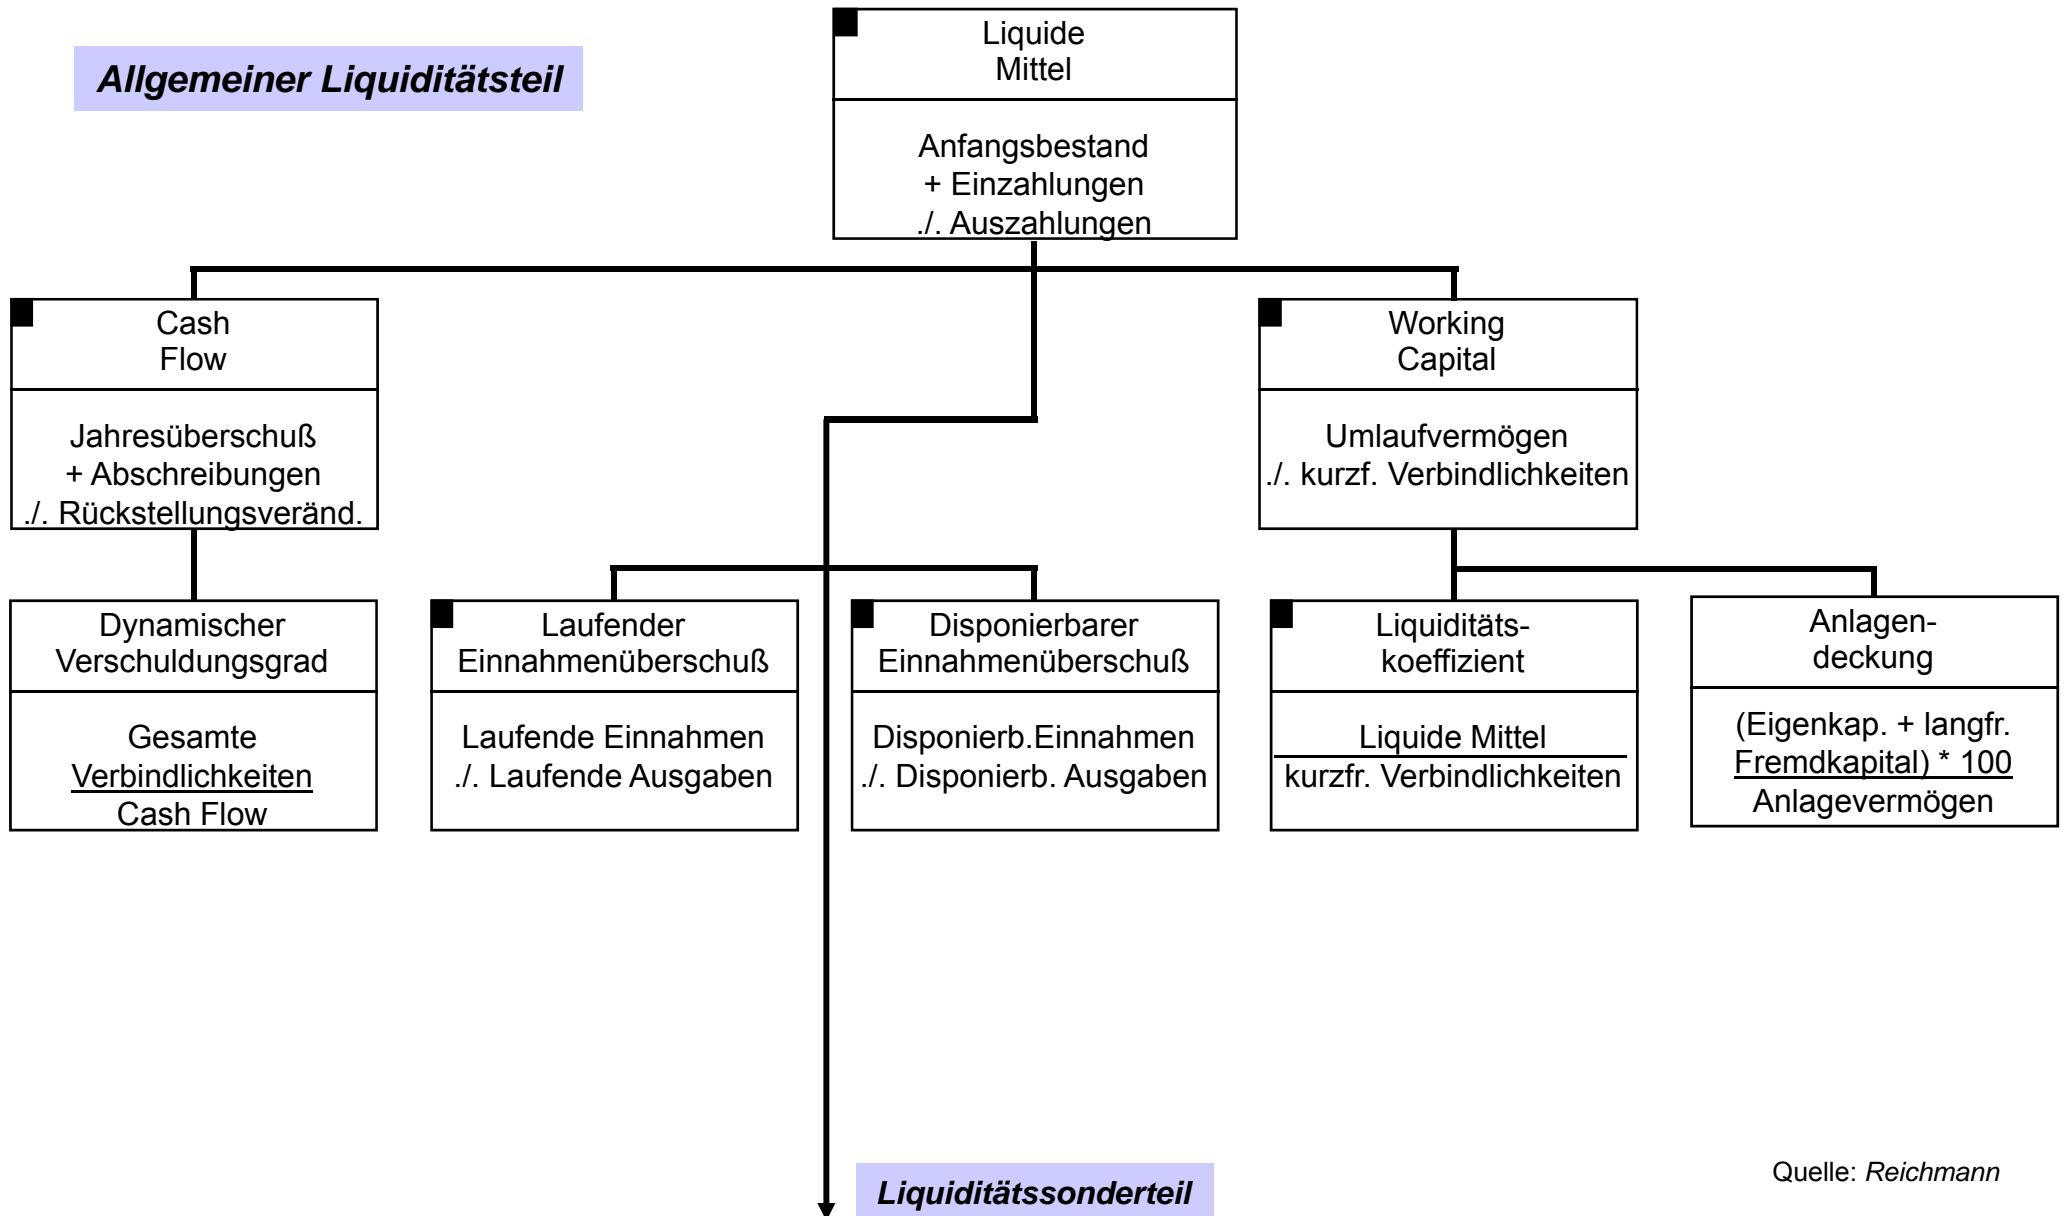 Allgemeiner Liquiditätsteil
Liquide
Mittel
Anfangsbestand
+ Einzahlungen
./. Auszahlungen
Cash
Flow
Jahresüberschuß
+ Abschreibungen
./. Rückstellungsveränd.
Working
Capital
Umlaufvermögen
./. kurzf. Verbindlichkeiten
Dynamischer
Verschuldungsgrad
Gesamte
Verbindlichkeiten
Cash Flow
Laufender
Einnahmenüberschuß
Laufende Einnahmen
./. Laufende Ausgaben
Disponierbarer
Einnahmenüberschuß
Disponierb.Einnahmen
./. Disponierb. Ausgaben
Liquiditäts-
koeffizient
Liquide Mittel
kurzfr. Verbindlichkeiten
Anlagen-
deckung
(Eigenkap. + langfr.
Fremdkapital) * 100
Anlagevermögen
Liquiditätssonderteil
Quelle: Reichmann